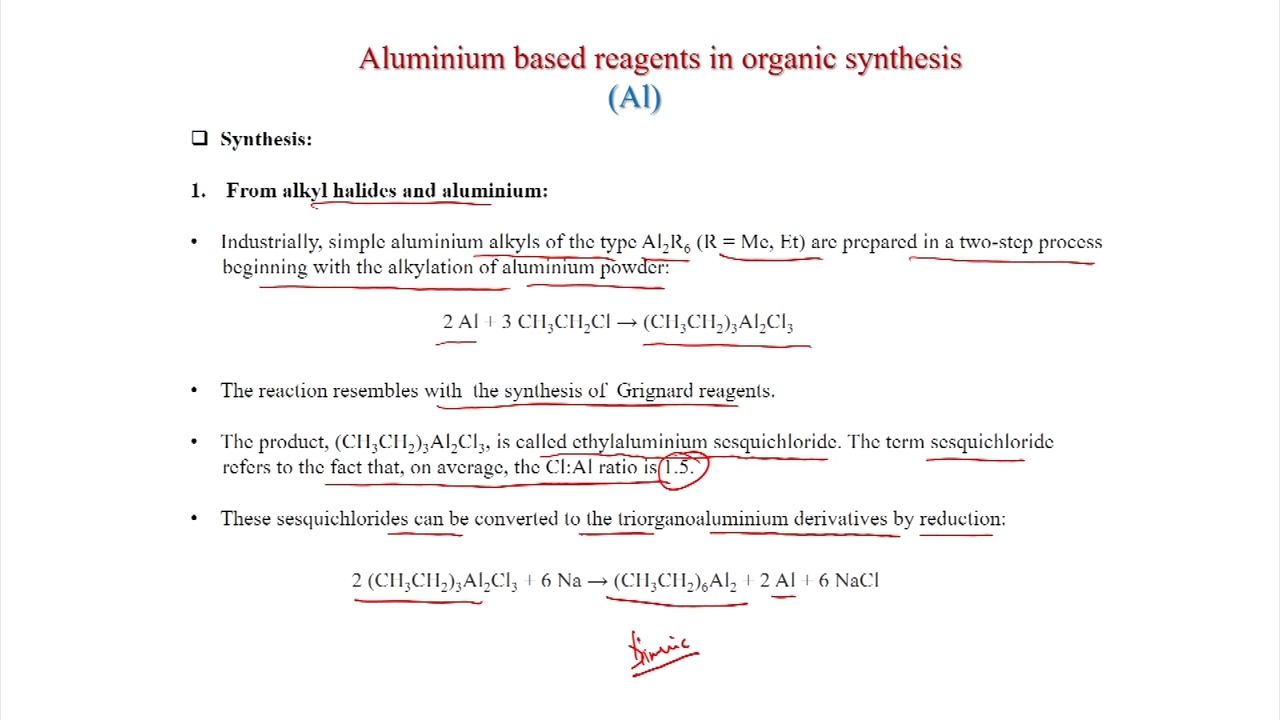 Aluminium based reagents in organic synthesis
(Al)
❑ Synthesis:
1. From alkyl halides and aluminium:
• Industrially, simple aluminium alkyls of the type Al₂R₆ (R = Me, Et) are prepared in a two-step process
beginning with the alkylation of aluminium powder:
2 Al + 3 CH₃CH₂Cl → (CH₃CH₂)₃Al₂Cl₃
• The reaction resembles with the synthesis of Grignard reagents.
• The product, (CH₃CH₂)₃Al₂Cl₃, is called ethylaluminium sesquichloride. The term sesquichloride
refers to the fact that, on average, the Cl:Al ratio is 1.5.
• These sesquichlorides can be converted to the triorganoaluminium derivatives by reduction:
2 (CH₃CH₂)₃Al₂Cl₃ + 6 Na → (CH₃CH₂)₆Al₂ + 2 Al + 6 NaCl
Dimeric